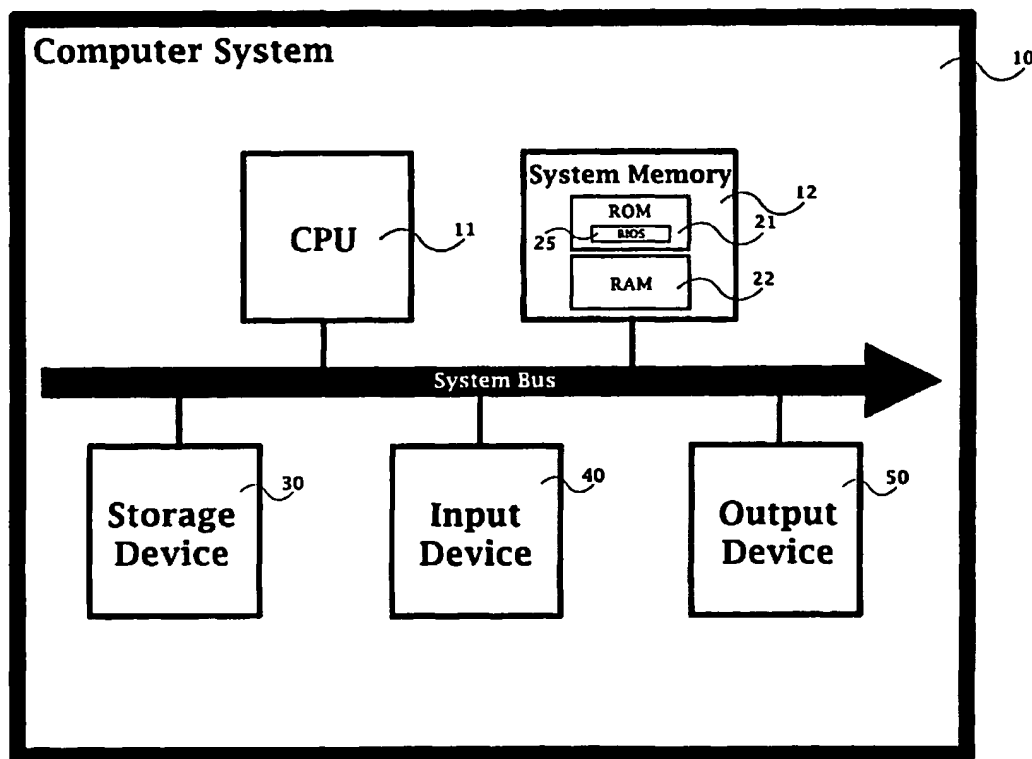 Computer System
10
CPU
11
System Memory
12
ROM
21
BIOS
25
RAM
22
System Bus
Storage
Device
30
Input
Device
40
Output
Device
50